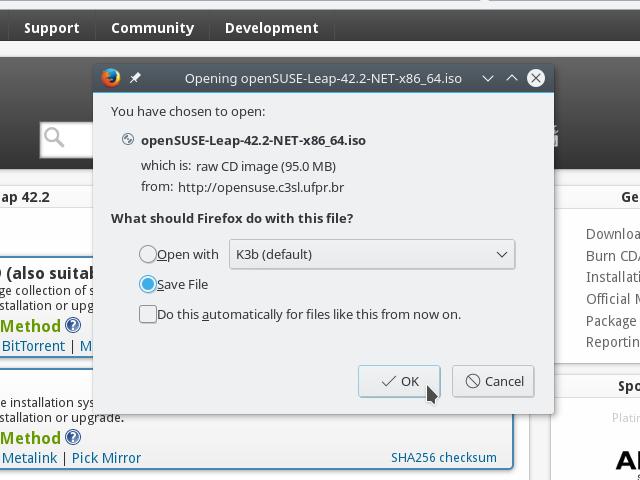 Support Community Development
Opening openSUSE-Leap-42.2-NET-x86_64.iso
You have chosen to open:
openSUSE-Leap-42.2-NET-x86_64.iso
which is: raw CD image (95.0 MB)
from: http://opensuse.c3sl.ufpr.br
What should Firefox do with this file?
Open with K3b (default)
Save File
Do this automatically for files like this from now on.
OK Cancel
ap 42.2
(also suitab
ge collection of s
stallation or upg
Method
BitTorrent | M
e installation sys
stallation or upgrade.
Method
Metalink | Pick Mirror
SHA256 checksum
Ge
Downloa
Burn CD/
Installati
Official M
Package
Reportin
Spo
Platin